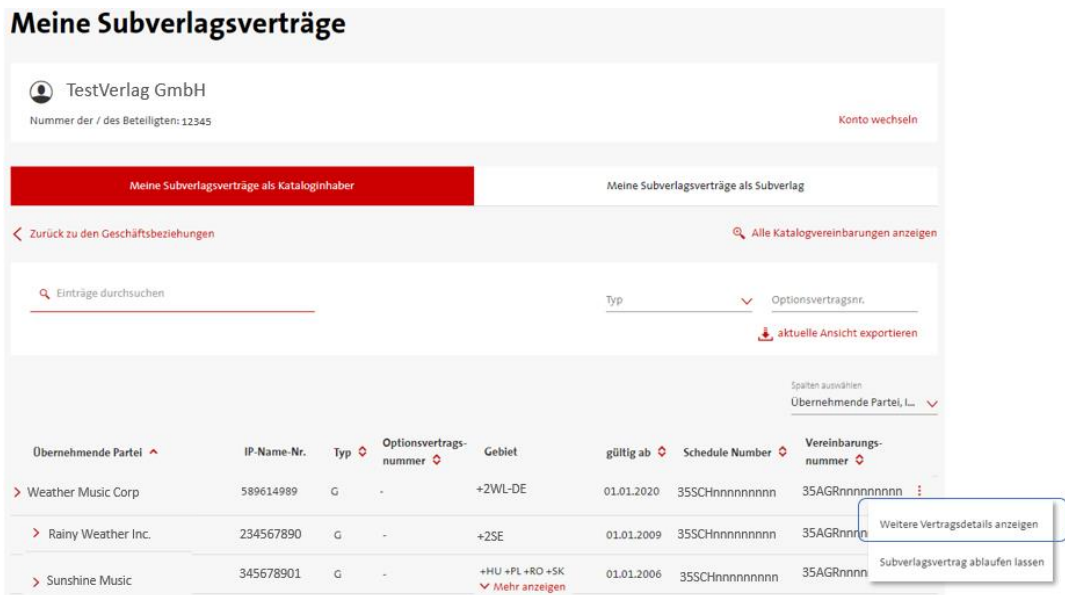 Meine Subverlagsverträge
TestVerlag GmbH
Nummer der / des Beteiligten: 12345
Konto wechseln
Meine Subverlagsverträge als Kataloginhaber
Meine Subverlagsverträge als Subverlag
Zurück zu den Geschäftsbeziehungen
Alle Katalogvereinbarungen anzeigen
Einträge durchsuchen
Typ
Optionsvertragsnr.
aktuelle Ansicht exportieren
Spalten auswählen
Übernehmende Partei, I...
Übernehmende Partei IP-Name-Nr. Typ Optionsvertrags-nummer Gebiet gültig ab Schedule Number Vereinbarungs-nummer
Weather Music Corp 589614989 G - +2WL-DE 01.01.2020 35SCHnnnnnnnnn 35AGRnnnnnnnnn
Weitere Vertragsdetails anzeigen
Rainy Weather Inc. 234567890 G - +2SE 01.01.2009 35SCHnnnnnnnnn 35AGRnnnn
Subverlagsvertrag ablaufen lassen
Sunshine Music 345678901 G - +HU +PL +RO +SK 01.01.2006 35SCHnnnnnnnnn 35AGRnnnn
Mehr anzeigen